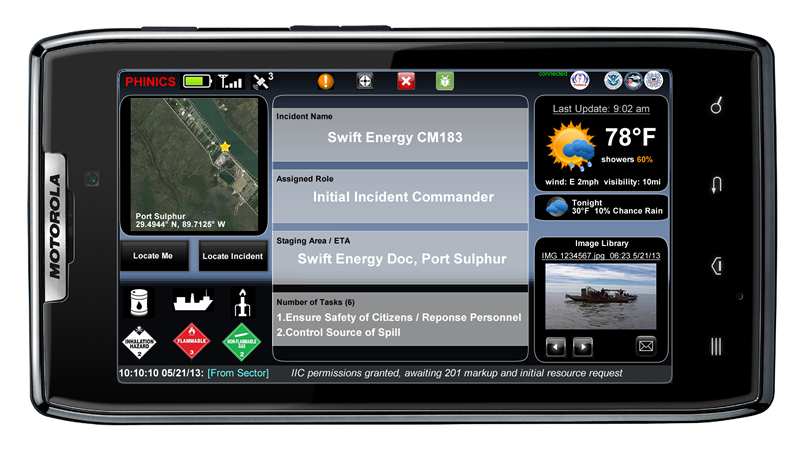 MOTOROLA
PHINICS
3
connected
Port Sulphur
29.4944° N, 89.7125° W
Locate Me
Locate Incident
INHALATION
HAZARD
2
FLAMMABLE
3
NON-FLAMMABLE
GAS
2
Incident Name
Swift Energy CM183
Assigned Role
Initial Incident Commander
Staging Area / ETA
Swift Energy Doc, Port Sulphur
Number of Tasks (6)
1.Ensure Safety of Citizens / Reponse Personnel
2.Control Source of Spill
Last Update: 9:02 am
78°F
showers 60%
wind: E 2mph visibility: 10mi
Tonight
30°F 10% Chance Rain
Image Library
IMG 1234567.jpg 06:23 5/21/13
10:10:10 05/21/13: [From Sector] IIC permissions granted, awaiting 201 markup and initial resource request